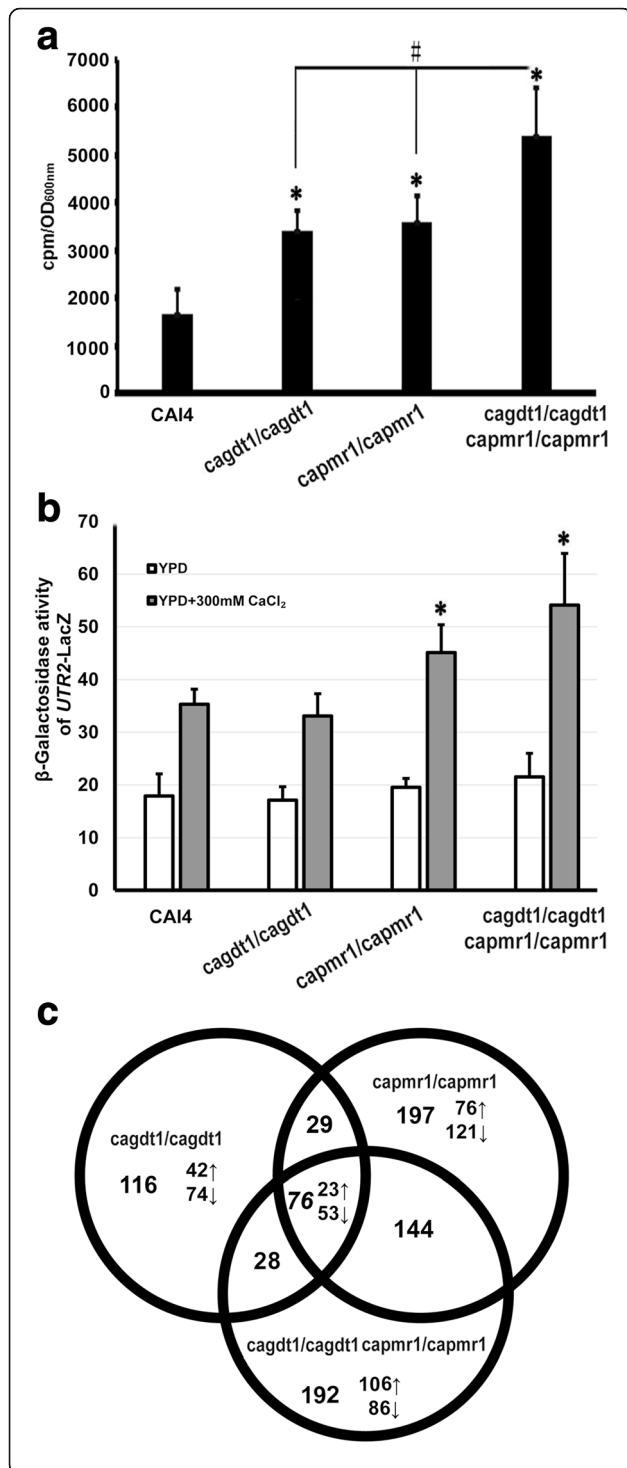 a
#
7000
6000
5000
4000
3000
2000
1000
0
cpm/OD600nm
*
*
*
CAI4
cagdt1/cagdt1
capmr1/capmr1
cagdt1/cagdt1
capmr1/capmr1
b
70
60
50
40
30
20
10
0
β-Galactosidase ativity
of UTR2-LacZ
YPD
YPD+300mM CaCl2
*
*
CAI4
cagdt1/cagdt1
capmr1/capmr1
cagdt1/cagdt1
capmr1/capmr1
c
cagdt1/cagdt1
116
42↑
74↓
29
capmr1/capmr1
197
76↑
121↓
76
23↑
53↓
28
144
cagdt1/cagdt1 capmr1/capmr1
192
106↑
86↓